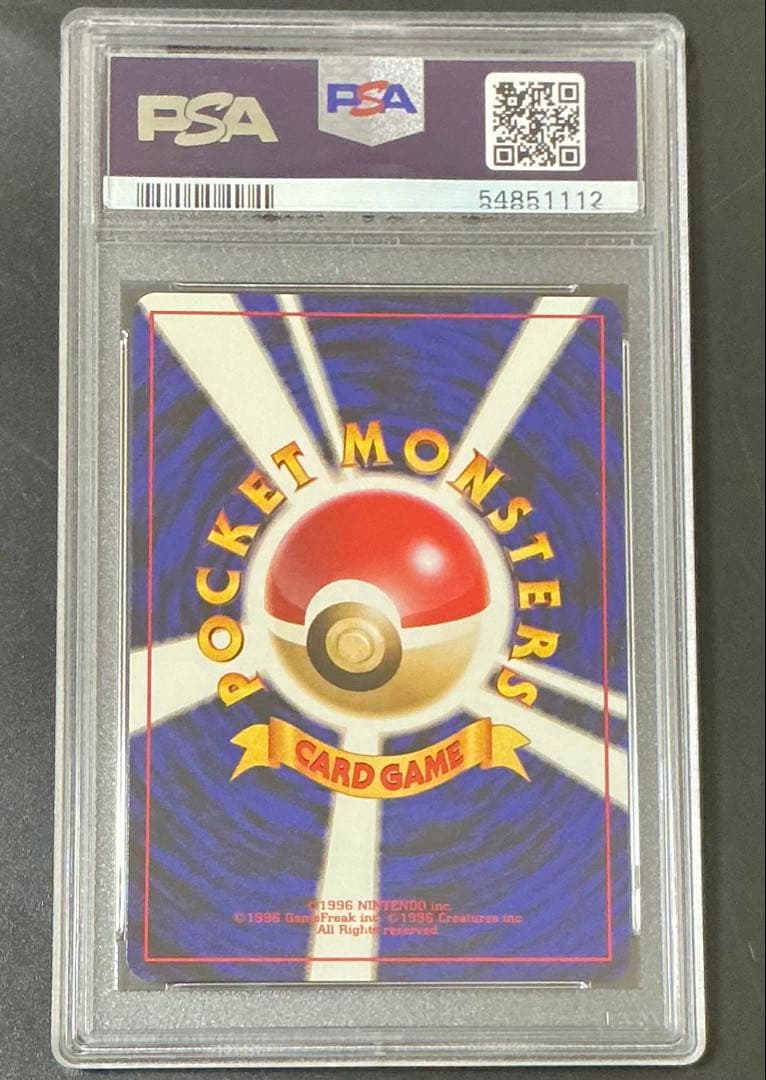 PSA PSA
54851112
POCKET MONSTERS
CARD GAME
©1996 NINTENDO inc.
©1996 GameFreak inc. ©1996 Creatures inc
All Rights reserved.